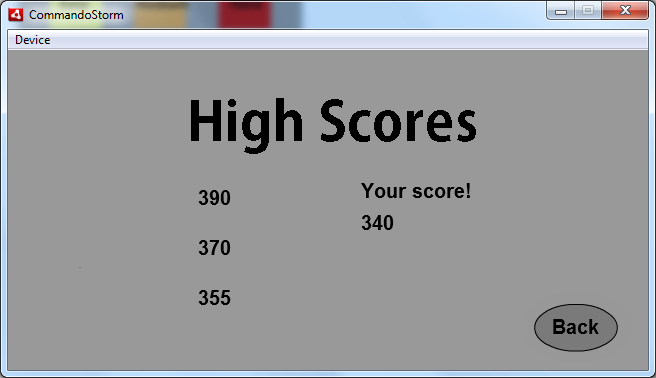 CommandoStorm
Device
High Scores
390
370
355
Your score!
340
Back